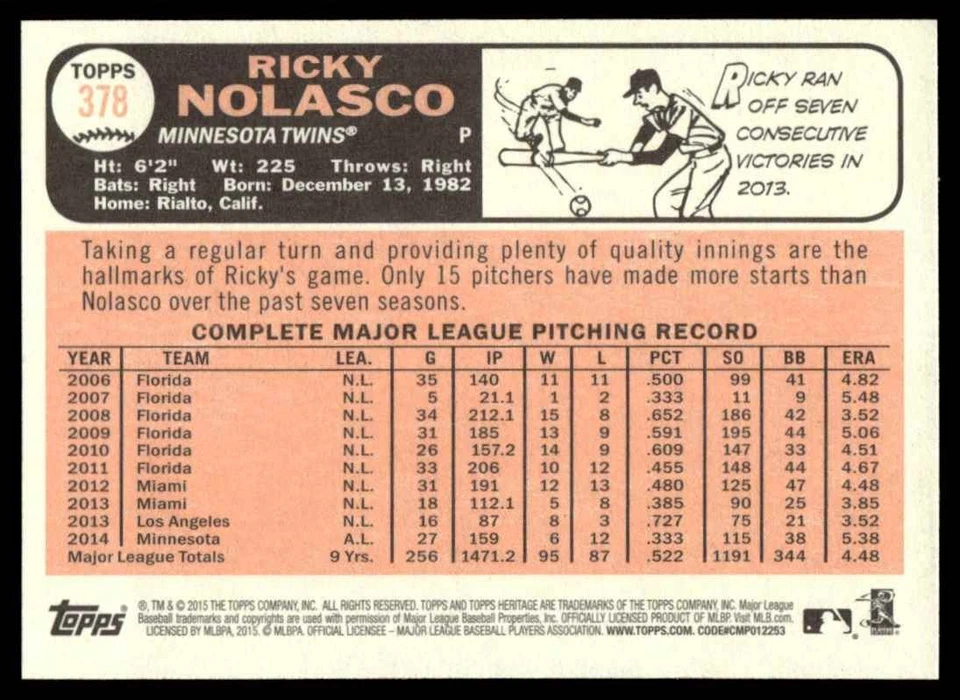 TOPPS
378
RICKY
NOLASCO
MINNESOTA TWINS® P
Ht: 6'2" Wt: 225 Throws: Right
Bats: Right Born: December 13, 1982
Home: Rialto, Calif.
RICKY RAN
OFF SEVEN
CONSECUTIVE
VICTORIES IN
2013.
Taking a regular turn and providing plenty of quality innings are the
hallmarks of Ricky's game. Only 15 pitchers have made more starts than
Nolasco over the past seven seasons.
COMPLETE MAJOR LEAGUE PITCHING RECORD
YEAR TEAM LEA. G IP W L PCT SO BB ERA
2006 Florida N.L. 35 140 11 11 .500 99 41 4.82
2007 Florida N.L. 5 21.1 1 2 .333 11 9 5.48
2008 Florida N.L. 34 212.1 15 8 .652 186 42 3.52
2009 Florida N.L. 31 185 13 9 .591 195 44 5.06
2010 Florida N.L. 26 157.2 14 9 .609 147 33 4.51
2011 Florida N.L. 33 206 10 12 .455 148 44 4.67
2012 Miami N.L. 31 191 12 13 .480 125 47 4.48
2013 Miami N.L. 18 112.1 5 8 .385 90 25 3.85
2013 Los Angeles N.L. 16 87 8 3 .727 75 21 3.52
2014 Minnesota A.L. 27 159 6 12 .333 115 38 5.38
Major League Totals 9 Yrs. 256 1471.2 95 87 .522 1191 344 4.48
Topps®
®, TM & © 2015 THE TOPPS COMPANY, INC. ALL RIGHTS RESERVED. TOPPS AND TOPPS HERITAGE ARE TRADEMARKS OF THE TOPPS COMPANY, INC. Major League
Baseball trademarks and copyrights are used with permission of Major League Baseball Properties, Inc. OFFICIALLY LICENSED PRODUCT OF MLBP. Visit MLB.com.
LICENSED BY MLBPA, 2015. © MLBPA. OFFICIAL LICENSEE – MAJOR LEAGUE BASEBALL PLAYERS ASSOCIATION. WWW.TOPPS.COM. CODE#CMP012253